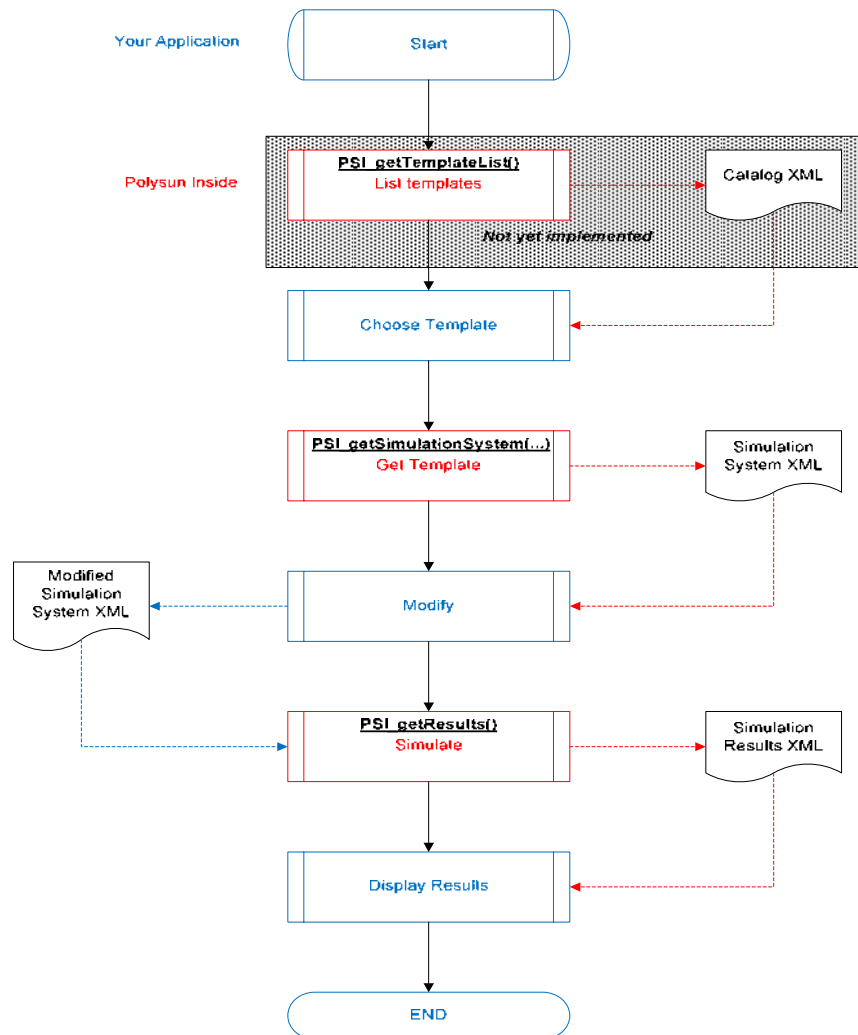 Your Application
Start
Polysun Inside
PSI_getTemplateList()
List templates
Catalog XML
Not yet implemented
Choose Template
PSI_getSimulationSystem(...)
Get Template
Simulation
System XML
Modified
Simulation
System XML
Modify
PSI_getResults()
Simulate
Simulation
Results XML
Display Results
END